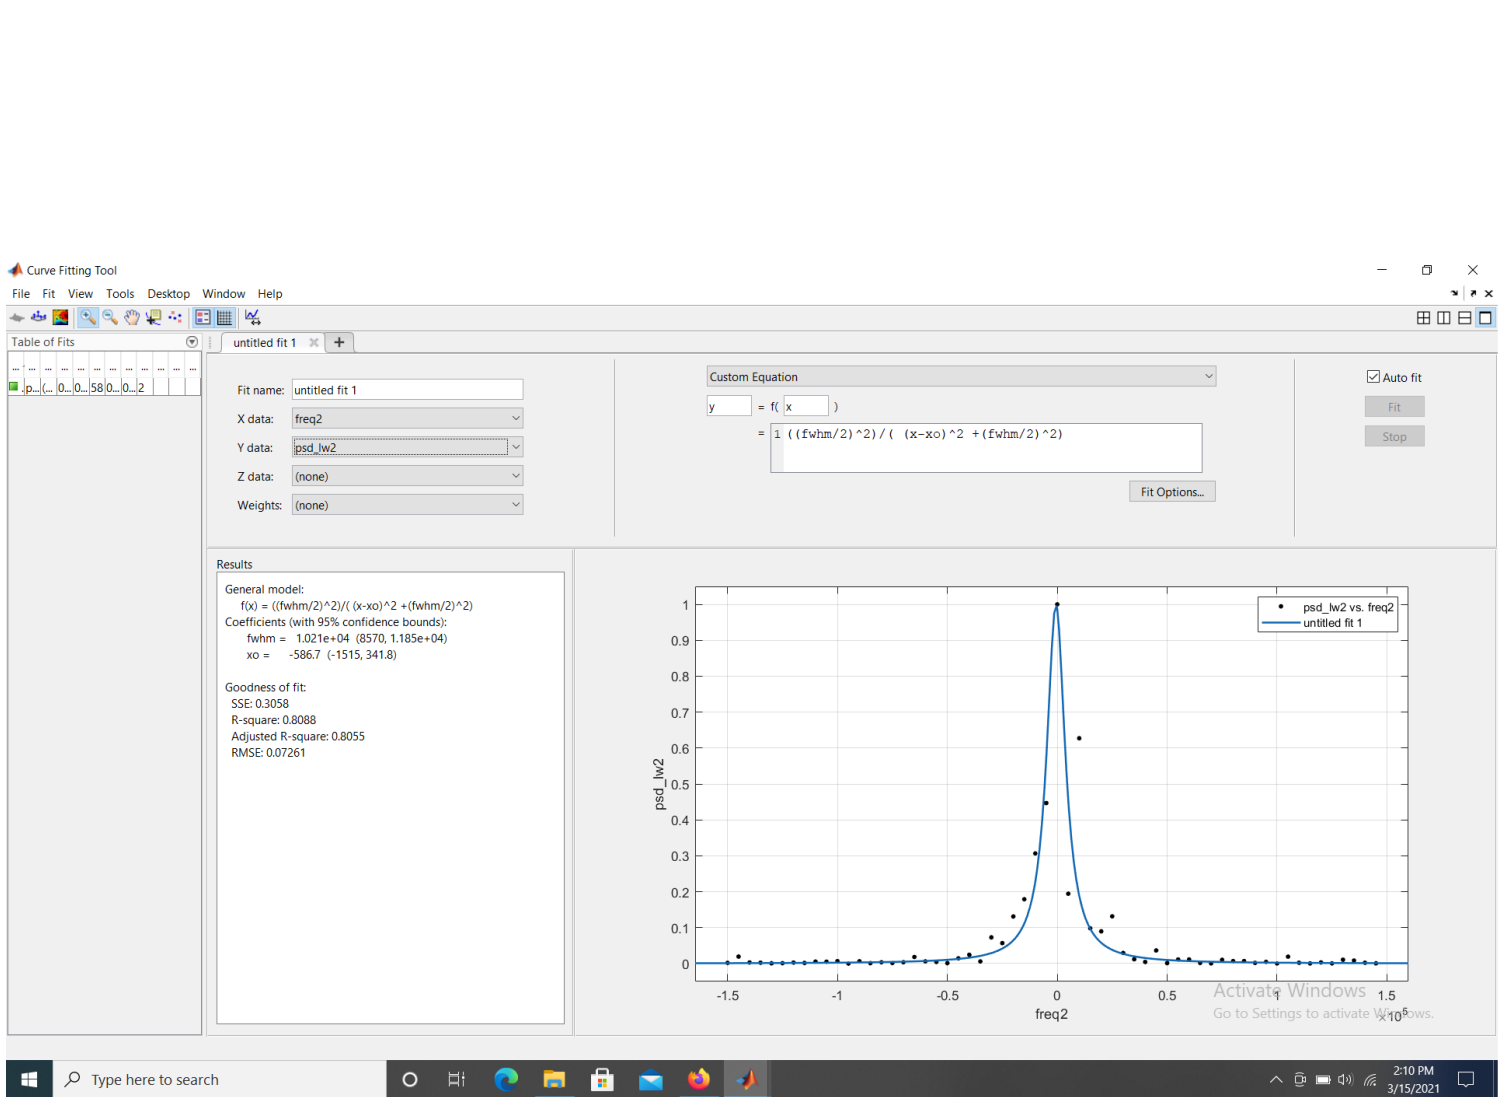 Curve Fitting Tool
File Fit View Tools Desktop Window Help
Table of Fits
untitled fit 1
... ... ... ... ... ... ... ... ... ... ... ...
. p... (... 0... 0... 58 0... 0... 2
Fit name: untitled fit 1
X data: freq2
Y data: psd_lw2
Z data: (none)
Weights: (none)
Custom Equation
y = f( x )
= 1 ((fwhm/2)^2)/( (x-xo)^2 +(fwhm/2)^2)
Fit Options...
Auto fit
Fit
Stop
Results
General model:
f(x) = ((fwhm/2)^2)/( (x-xo)^2 +(fwhm/2)^2)
Coefficients (with 95% confidence bounds):
fwhm = 1.021e+04 (8570, 1.185e+04)
xo = -586.7 (-1515, 341.8)
Goodness of fit:
SSE: 0.3058
R-square: 0.8088
Adjusted R-square: 0.8055
RMSE: 0.07261
psd_lw2 vs. freq2
untitled fit 1
1
0.9
0.8
0.7
0.6
0.5
0.4
0.3
0.2
0.1
0
psd_lw2
-1.5 -1 -0.5 0 0.5 1 1.5
freq2
×10⁵
Activate Windows
Go to Settings to activate Windows.
Type here to search
2:10 PM
3/15/2021